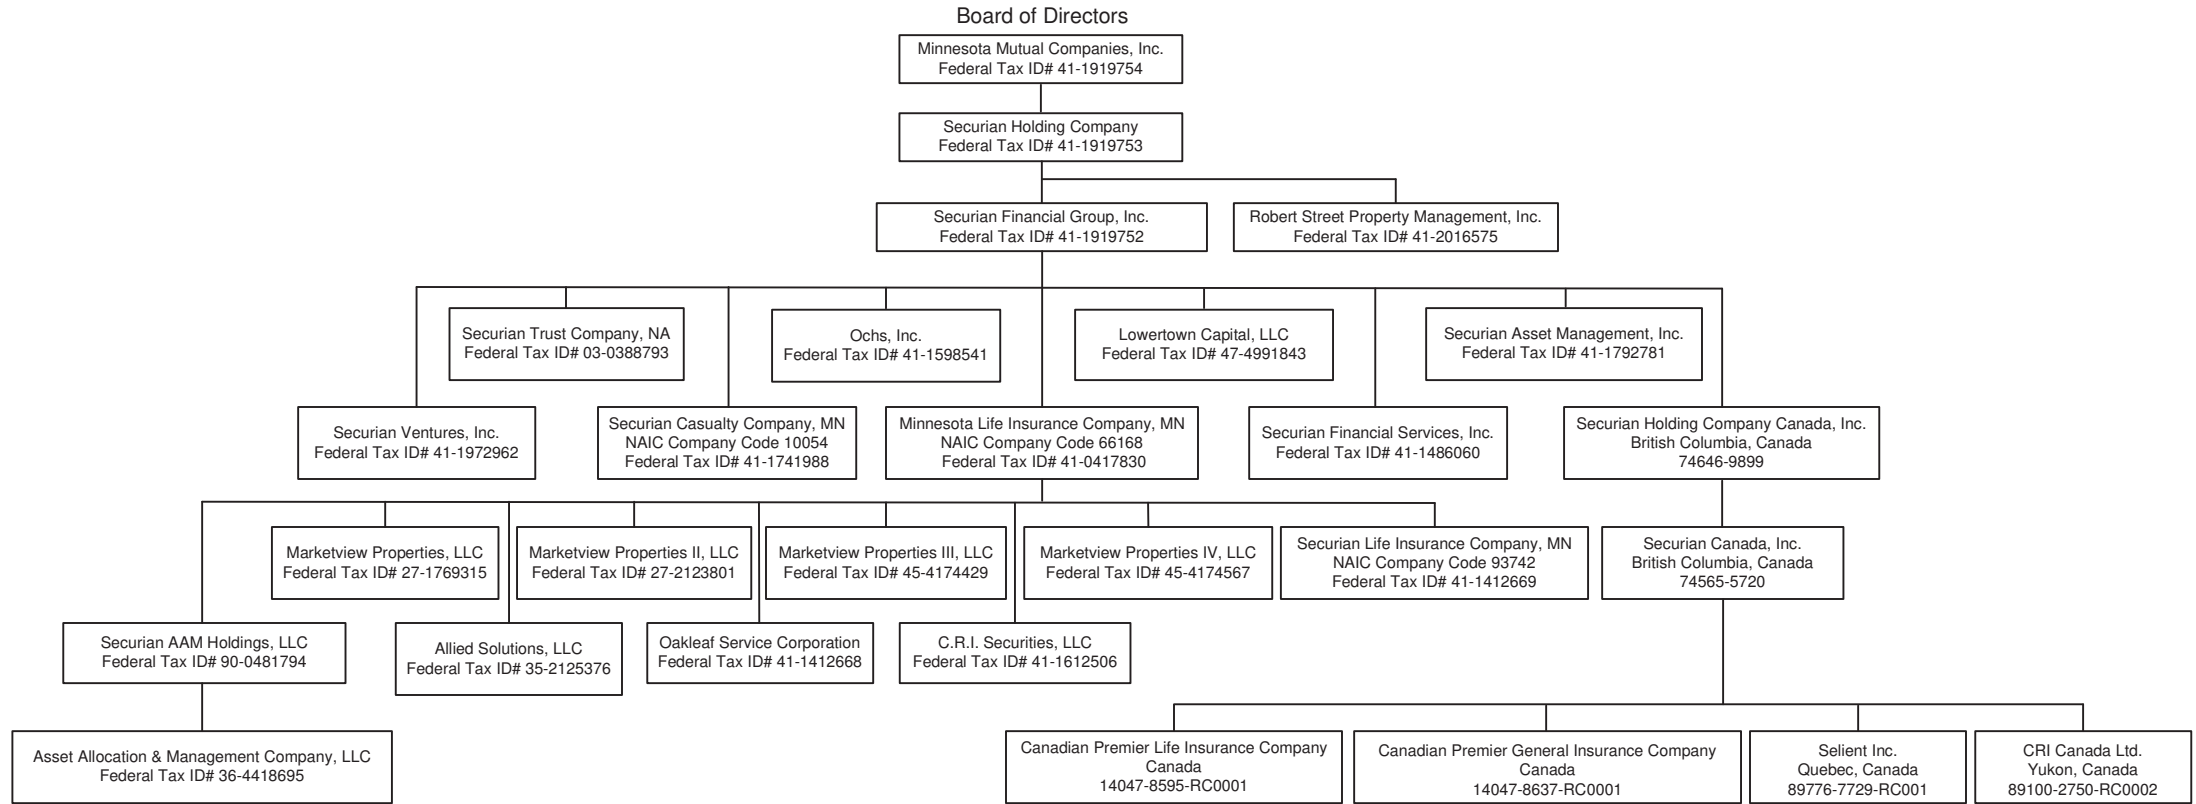 Board of Directors
Minnesota Mutual Companies, Inc.
Federal Tax ID# 41-1919754
Securian Holding Company
Federal Tax ID# 41-1919753
Securian Financial Group, Inc.
Federal Tax ID# 41-1919752
Robert Street Property Management, Inc.
Federal Tax ID# 41-2016575
Securian Trust Company, NA
Federal Tax ID# 03-0388793
Ochs, Inc.
Federal Tax ID# 41-1598541
Lowertown Capital, LLC
Federal Tax ID# 47-4991843
Securian Asset Management, Inc.
Federal Tax ID# 41-1792781
Securian Ventures, Inc.
Federal Tax ID# 41-1972962
Securian Casualty Company, MN
NAIC Company Code 10054
Federal Tax ID# 41-1741988
Minnesota Life Insurance Company, MN
NAIC Company Code 66168
Federal Tax ID# 41-0417830
Securian Financial Services, Inc.
Federal Tax ID# 41-1486060
Securian Holding Company Canada, Inc.
British Columbia, Canada
74646-9899
Marketview Properties, LLC
Federal Tax ID# 27-1769315
Marketview Properties II, LLC
Federal Tax ID# 27-2123801
Marketview Properties III, LLC
Federal Tax ID# 45-4174429
Marketview Properties IV, LLC
Federal Tax ID# 45-4174567
Securian Life Insurance Company, MN
NAIC Company Code 93742
Federal Tax ID# 41-1412669
Securian Canada, Inc.
British Columbia, Canada
74565-5720
Securian AAM Holdings, LLC
Federal Tax ID# 90-0481794
Allied Solutions, LLC
Federal Tax ID# 35-2125376
Oakleaf Service Corporation
Federal Tax ID# 41-1412668
C.R.I. Securities, LLC
Federal Tax ID# 41-1612506
Asset Allocation & Management Company, LLC
Federal Tax ID# 36-4418695
Canadian Premier Life Insurance Company
Canada
14047-8595-RC0001
Canadian Premier General Insurance Company
Canada
14047-8637-RC0001
Selient Inc.
Quebec, Canada
89776-7729-RC001
CRI Canada Ltd.
Yukon, Canada
89100-2750-RC0002